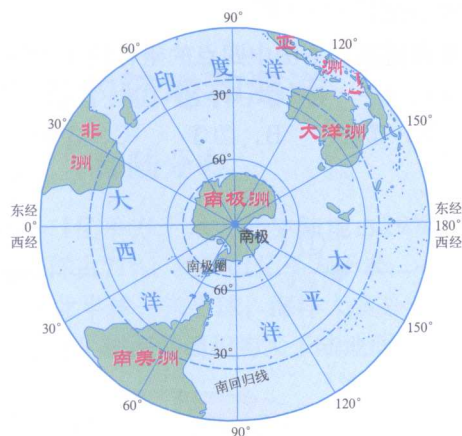 90°
60°
120°
亚
洲
印 度 洋
30°
30°
150°
非
洲
大洋洲
60°
大
西
洋
南极洲
东经
0°
西经
东经
180°
西经
南极
南极圈
太
平
洋
60°
30°
150°
南美洲
30°
南回归线
60°
120°
90°